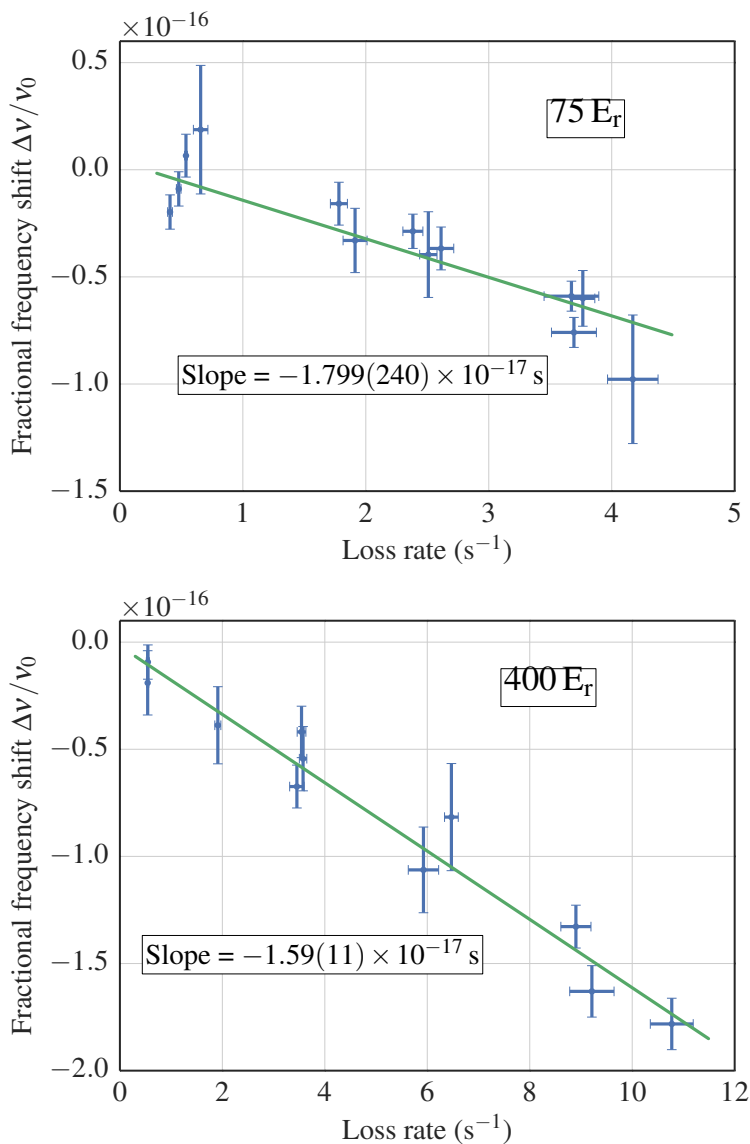 ×10⁻¹⁶
0.5
0.0
−0.5
−1.0
−1.5
Fractional frequency shift Δν/ν₀
75 Eᵣ
Slope = −1.799(240) × 10⁻¹⁷ s
0 1 2 3 4 5
Loss rate (s⁻¹)
×10⁻¹⁶
0.0
−0.5
−1.0
−1.5
−2.0
Fractional frequency shift Δν/ν₀
400 Eᵣ
Slope = −1.59(11) × 10⁻¹⁷ s
0 2 4 6 8 10 12
Loss rate (s⁻¹)